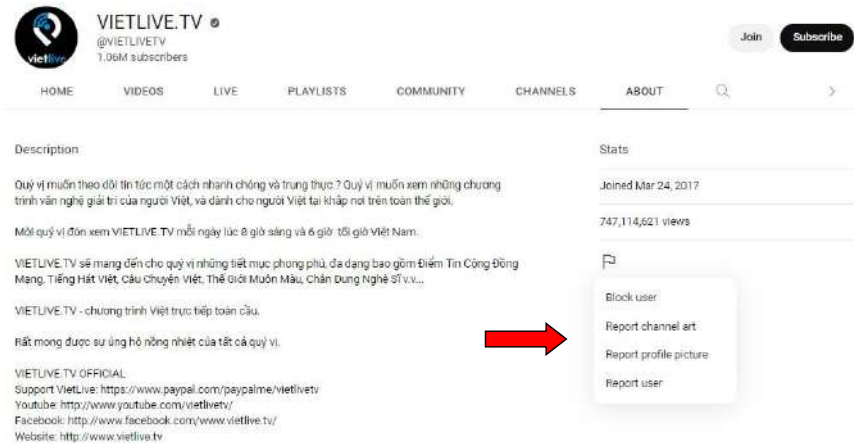 vietlive
VIETLIVE.TV
@VIETLIVETV
1.06M subscribers
Join
Subscribe
HOME VIDEOS LIVE PLAYLISTS COMMUNITY CHANNELS ABOUT
Description
Quý vị muốn theo dõi tin tức một cách nhanh chóng và trung thực.? Quý vị muốn xem những chương
trình văn nghệ giải trí của người Việt, và dành cho người Việt tại khắp nơi trên toàn thế giới.
Mời quý vị đón xem VIETLIVE.TV mỗi ngày lúc 8 giờ sáng và 6 giờ tối giờ Việt Nam.
VIETLIVE.TV sẽ mang đến cho quý vị những tiết mục phong phú, đa dạng bao gồm Điểm Tin Cộng Đồng
Mạng, Tiếng Hát Việt, Câu Chuyện Việt, Thế Giới Muôn Màu, Chân Dung Nghệ Sĩ v.v...
VIETLIVE.TV - chương trình Việt trực tiếp toàn cầu.
Rất mong được sự ủng hộ nồng nhiệt của tất cả quý vị.
VIETLIVE.TV OFFICIAL
Support VietLive: https://www.paypal.com/paypalme/vietlivetv
Youtube: http://www.youtube.com/vietlivetv/
Facebook: http://www.facebook.com/www.vietlive.tv/
Website: http://www.vietlive.tv
Stats
Joined Mar 24, 2017
747,114,621 views
Block user
Report channel art
Report profile picture
Report user